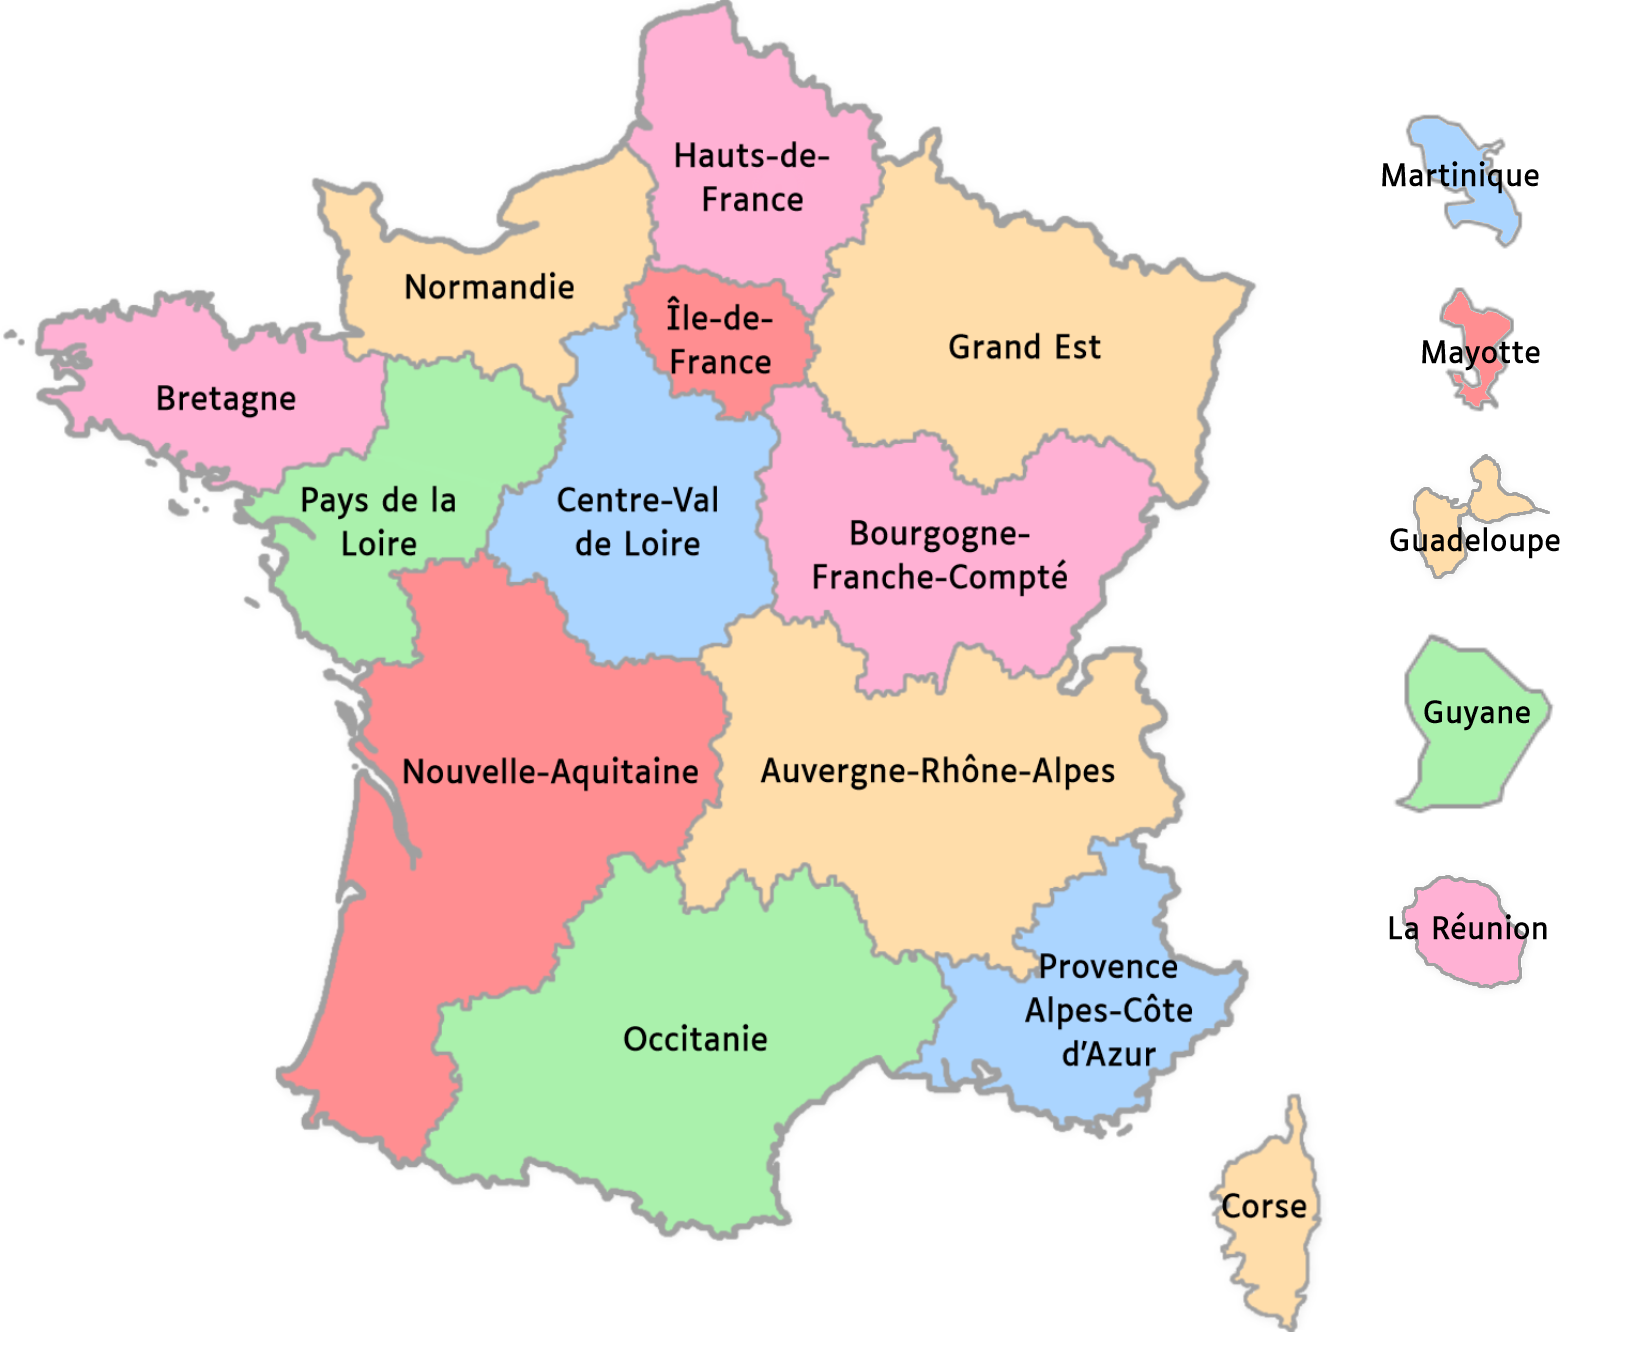 Hauts-de-
France
Normandie
Île-de-
France
Grand Est
Bretagne
Pays de la
Loire
Centre-Val
de Loire
Bourgogne-
Franche-Compté
Nouvelle-Aquitaine
Auvergne-Rhône-Alpes
Occitanie
Provence
Alpes-Côte
d'Azur
Corse
Martinique
Mayotte
Guadeloupe
Guyane
La Réunion